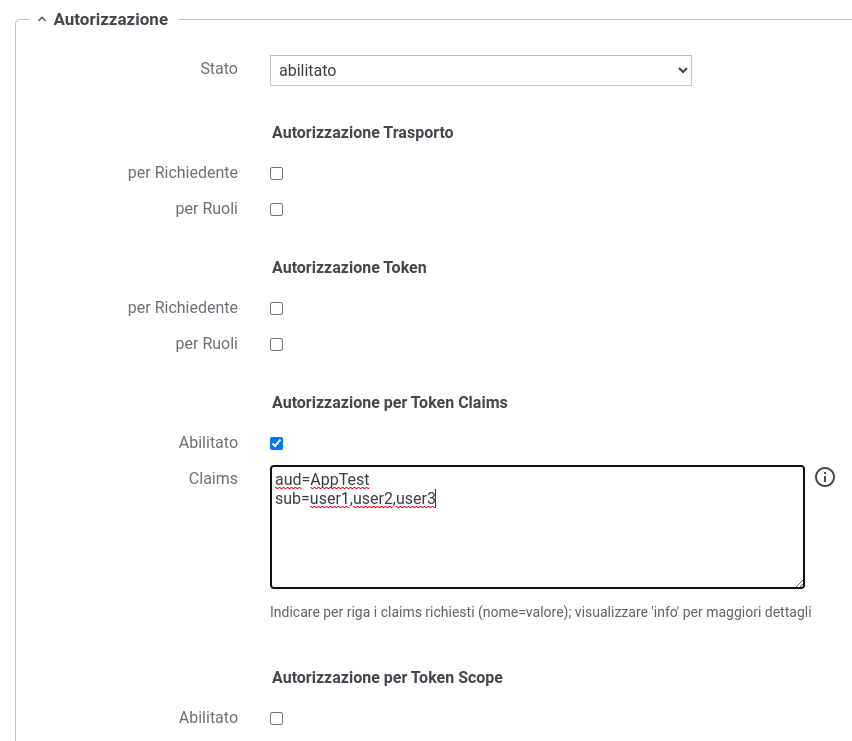 Autorizzazione
Stato abilitato
Autorizzazione Trasporto
per Richiedente
per Ruoli
Autorizzazione Token
per Richiedente
per Ruoli
Autorizzazione per Token Claims
Abilitato
Claims aud=AppTest
sub=user1,user2,user3
Indicare per riga i claims richiesti (nome=valore); visualizzare 'info' per maggiori dettagli
Autorizzazione per Token Scope
Abilitato